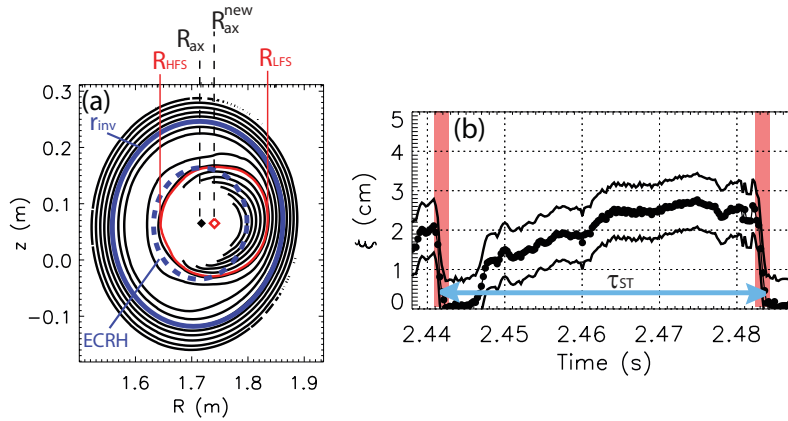 R_ax^new
R_ax
R_HFS
R_LFS
(a)
r_inv
ECRH
0.3
0.2
0.1
0.0
−0.1
z (m)
1.6 1.7 1.8 1.9
R (m)
(b)
5
4
3
2
1
0
ξ (cm)
τ_ST
2.44 2.45 2.46 2.47 2.48
Time (s)